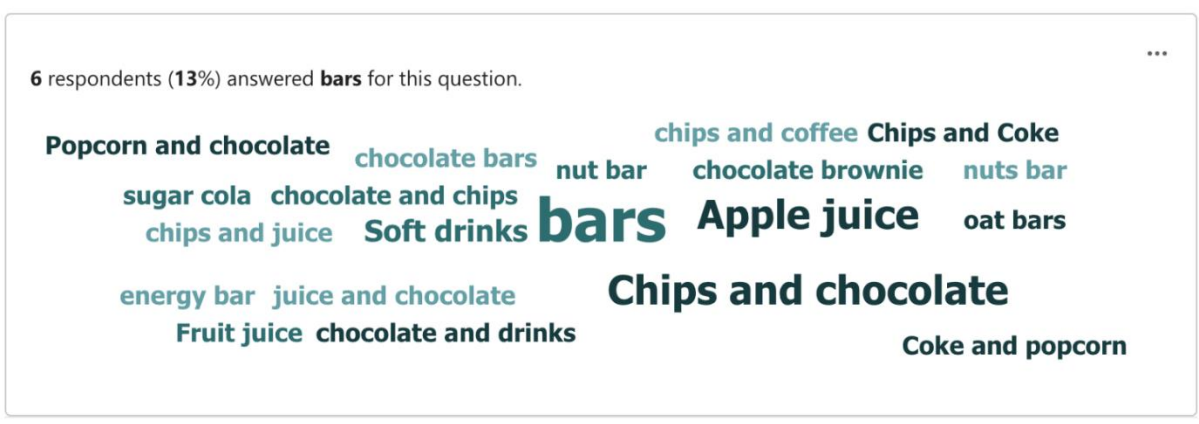 ...
6 respondents (13%) answered bars for this question.
chips and coffee Chips and Coke
Popcorn and chocolate
chocolate bars
nut bar chocolate brownie nuts bar
sugar cola chocolate and chips
bars Apple juice oat bars
chips and juice Soft drinks
Chips and chocolate
energy bar juice and chocolate
Fruit juice chocolate and drinks
Coke and popcorn